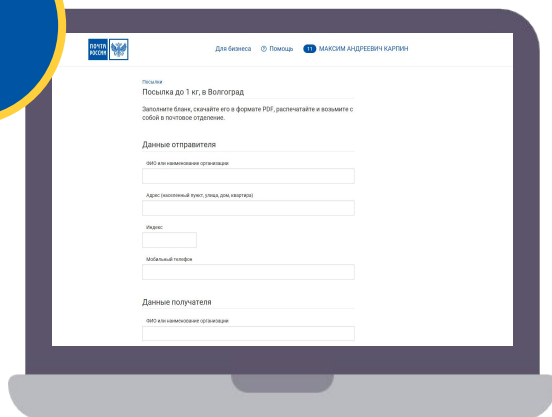 ПОЧТА
РОССИИ
Для бизнеса
Помощь
11
МАКСИМ АНДРЕЕВИЧ КАРПИН
Посылки
Посылка до 1 кг, в Волгоград
Заполните бланк, скачайте его в формате PDF, распечатайте и возьмите с
собой в почтовое отделение.
Данные отправителя
ФИО или наименование организации
Адрес (населенный пункт, улица, дом, квартира)
Индекс
Мобильный телефон
Данные получателя
ФИО или наименование организации